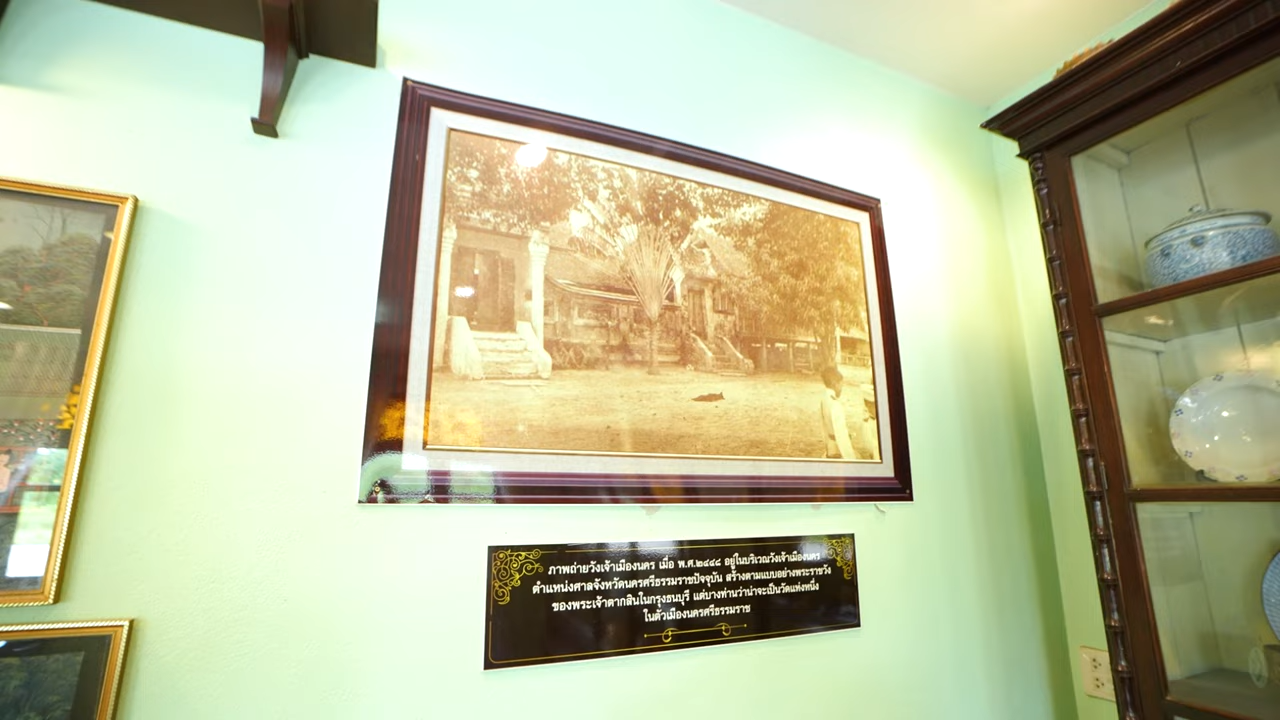 ภาพถ่ายวังเจ้าเมืองนคร เมื่อ พ.ศ.๒๔๔๘ อยู่ในบริเวณวังเจ้าเมืองนคร
ตำแหน่งศาลจังหวัดนครศรีธรรมราชปัจจุบัน สร้างตามแบบอย่างพระราชวัง
ของพระเจ้าตากสินในกรุงธนบุรี แต่บางท่านว่าน่าจะเป็นวัดแห่งหนึ่ง
ในตัวเมืองนครศรีธรรมราช